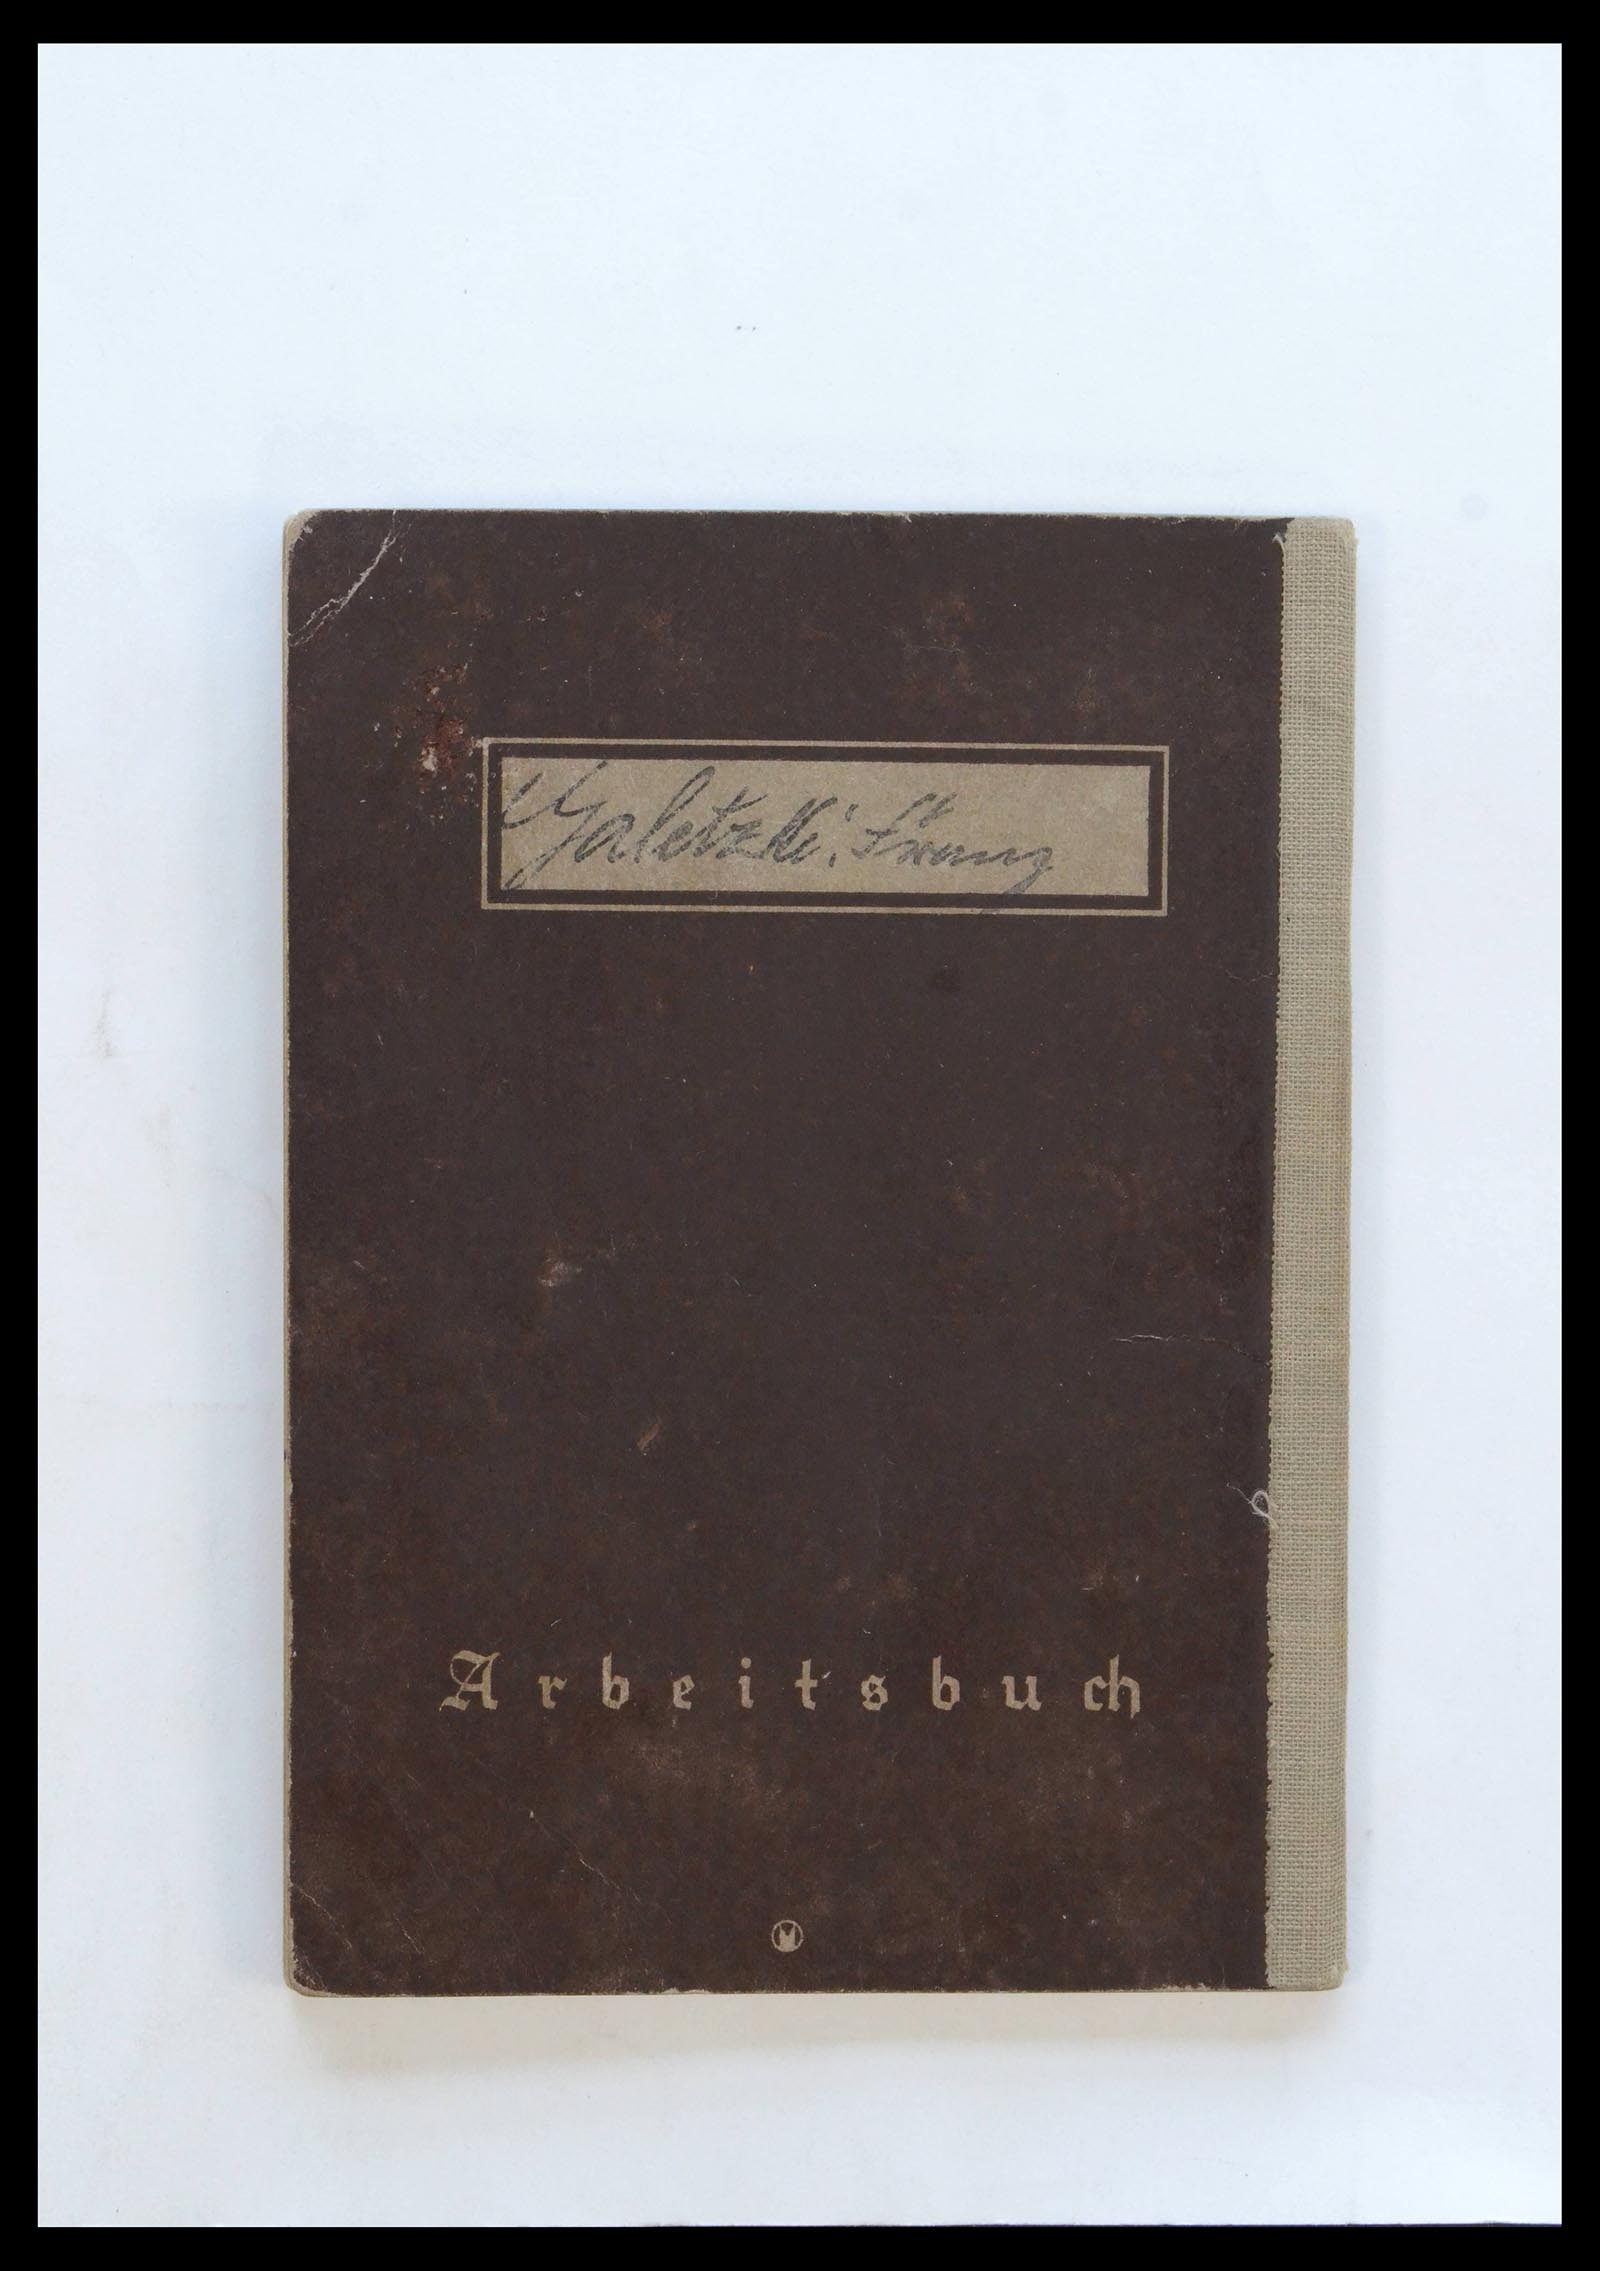 Galetzki. Franz
Arbeitsbuch